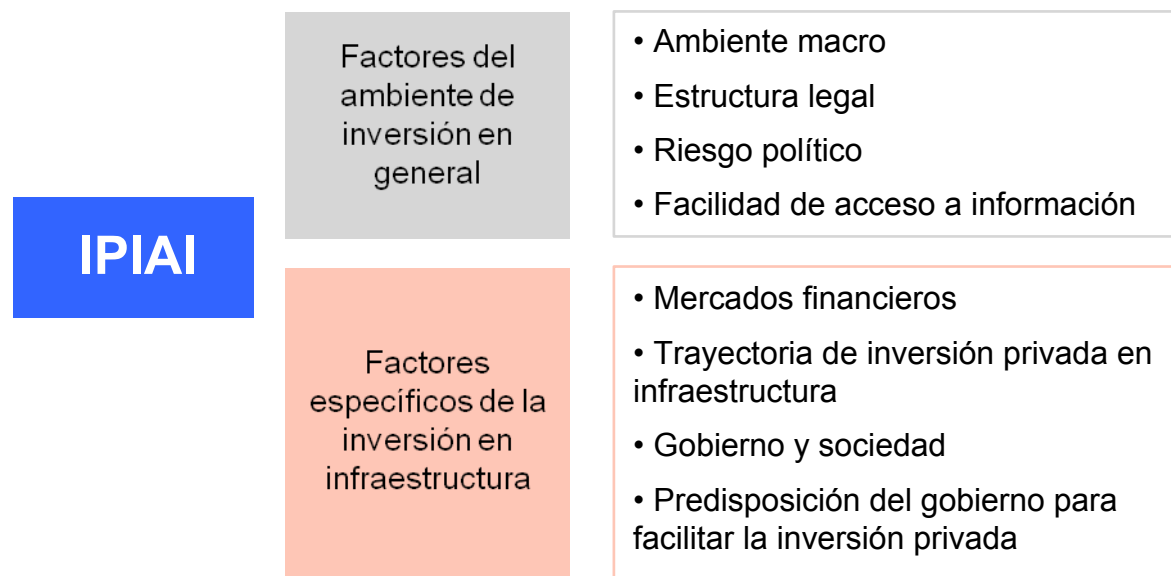 IPIAI
Factores del
ambiente de
inversión en
general
• Ambiente macro
• Estructura legal
• Riesgo político
• Facilidad de acceso a información
Factores
específicos de la
inversión en
infraestructura
• Mercados financieros
• Trayectoria de inversión privada en
infraestructura
• Gobierno y sociedad
• Predisposición del gobierno para
facilitar la inversión privada